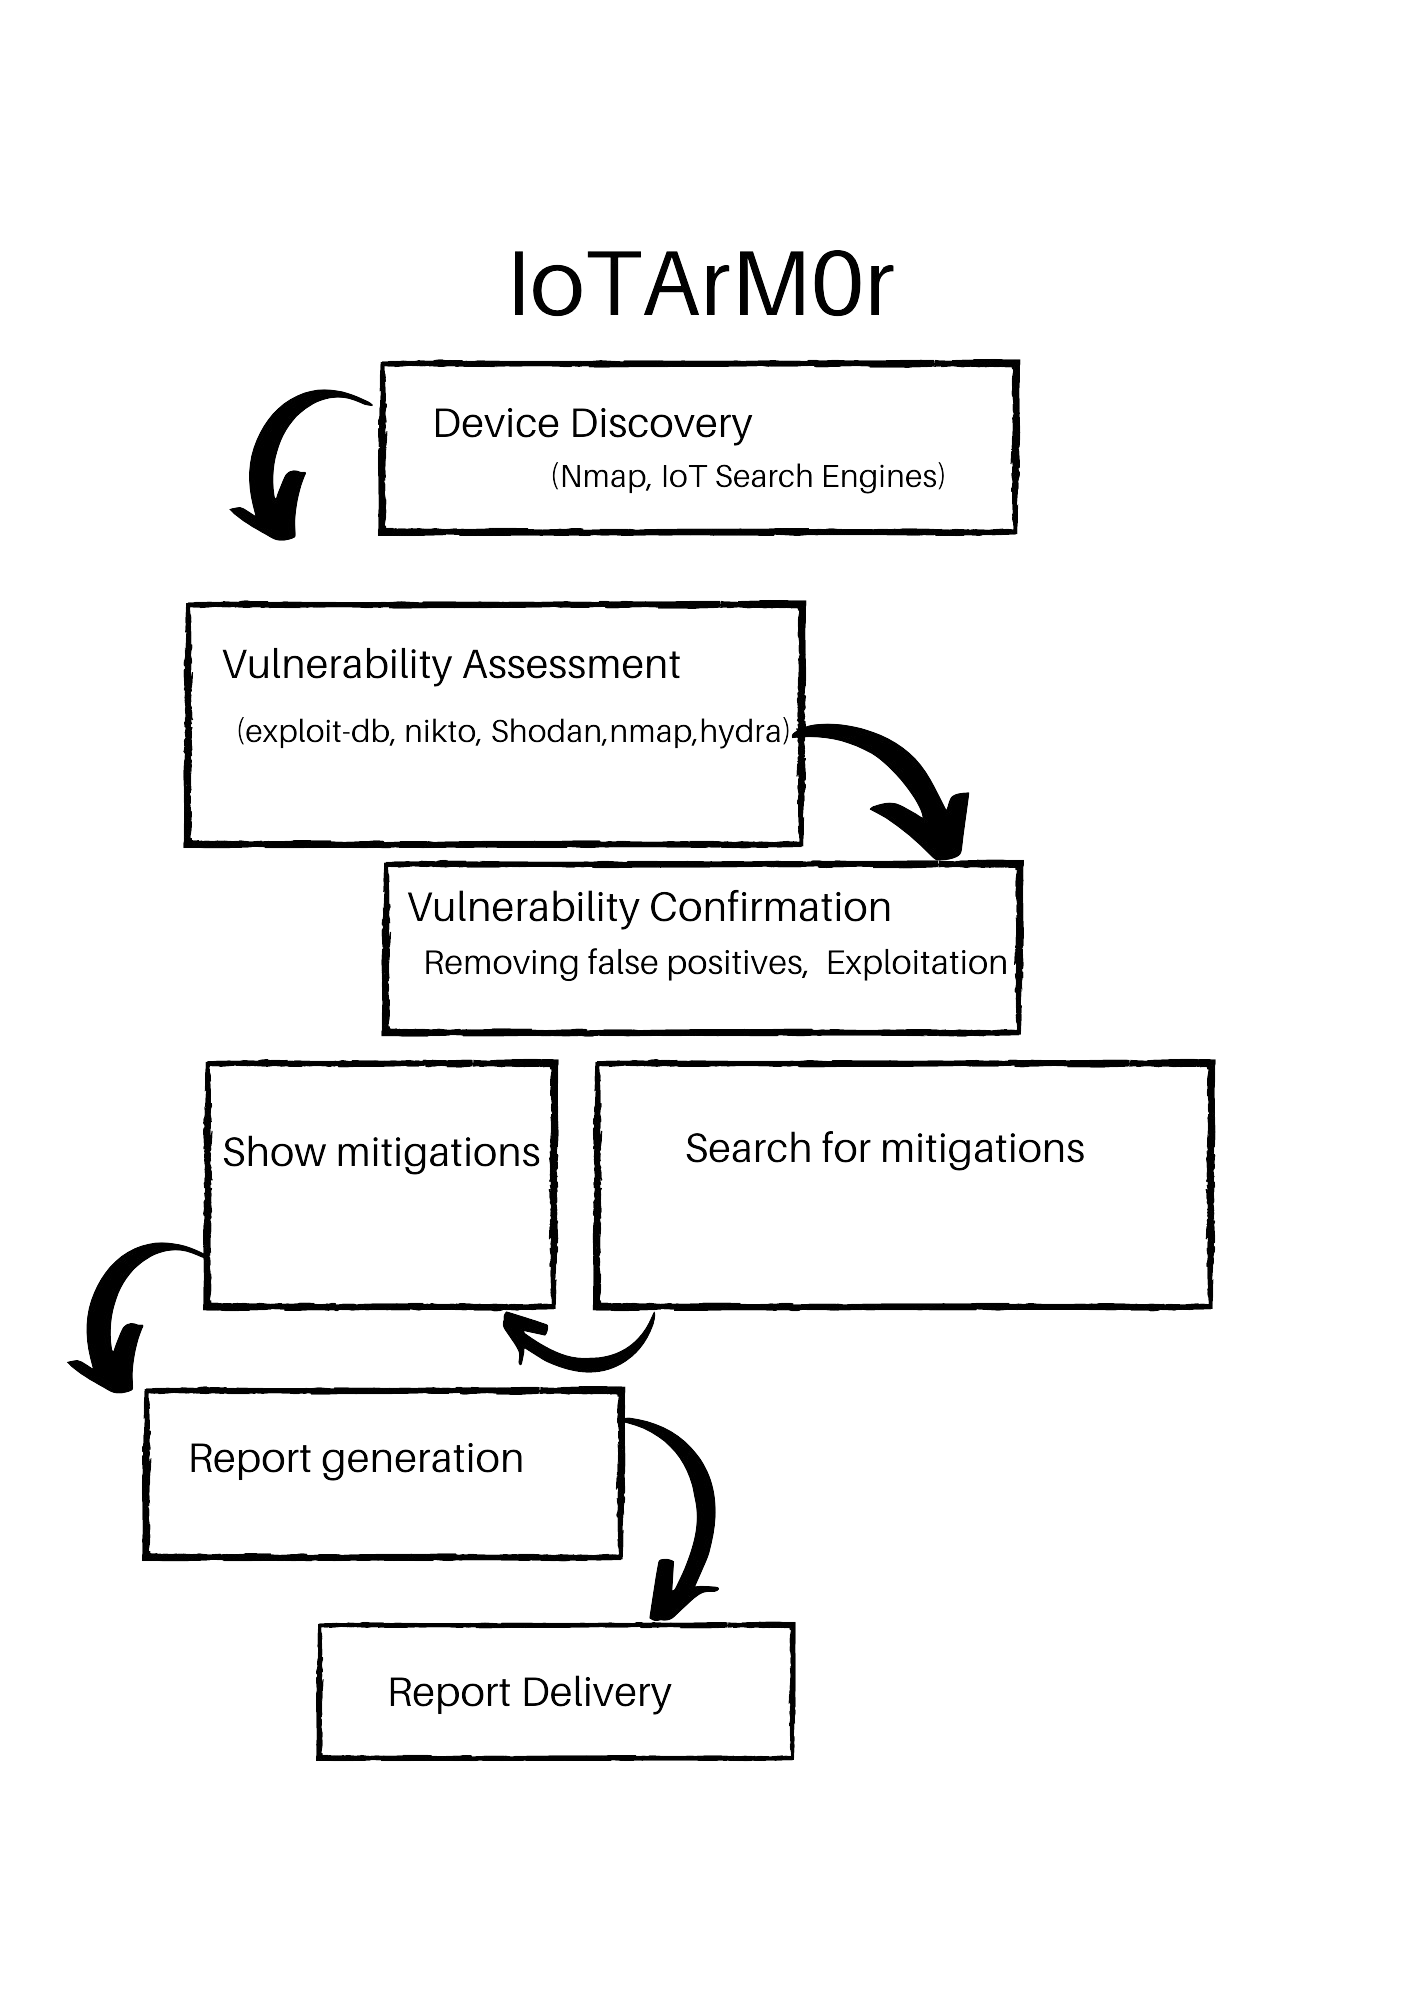 IoTArM0r
Device Discovery
(Nmap, IoT Search Engines)
Vulnerability Assessment
(exploit-db, nikto, Shodan,nmap,hydra)
Vulnerability Confirmation
Removing false positives, Exploitation
Show mitigations
Search for mitigations
Report generation
Report Delivery